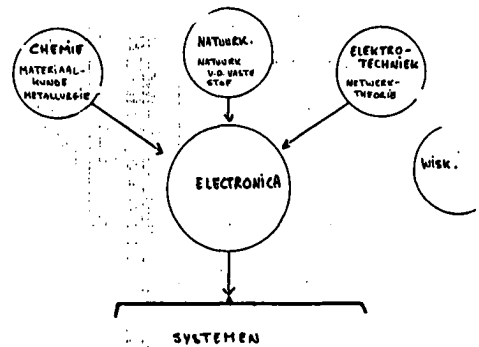 CHEMIE
MATERIAAL-
KUNDE
METALLURGIE
NATUURK.
NATUURK
V.D. VASTE
STOF
ELEKTRO-
TECHNIEK
NETWERK-
THEORIE
WISK.
ELECTRONICA
SYSTEMEN